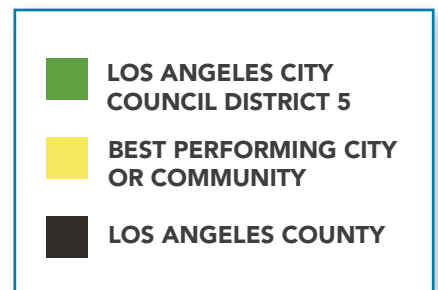 LOS ANGELES CITY
COUNCIL DISTRICT 5
BEST PERFORMING CITY
OR COMMUNITY
LOS ANGELES COUNTY